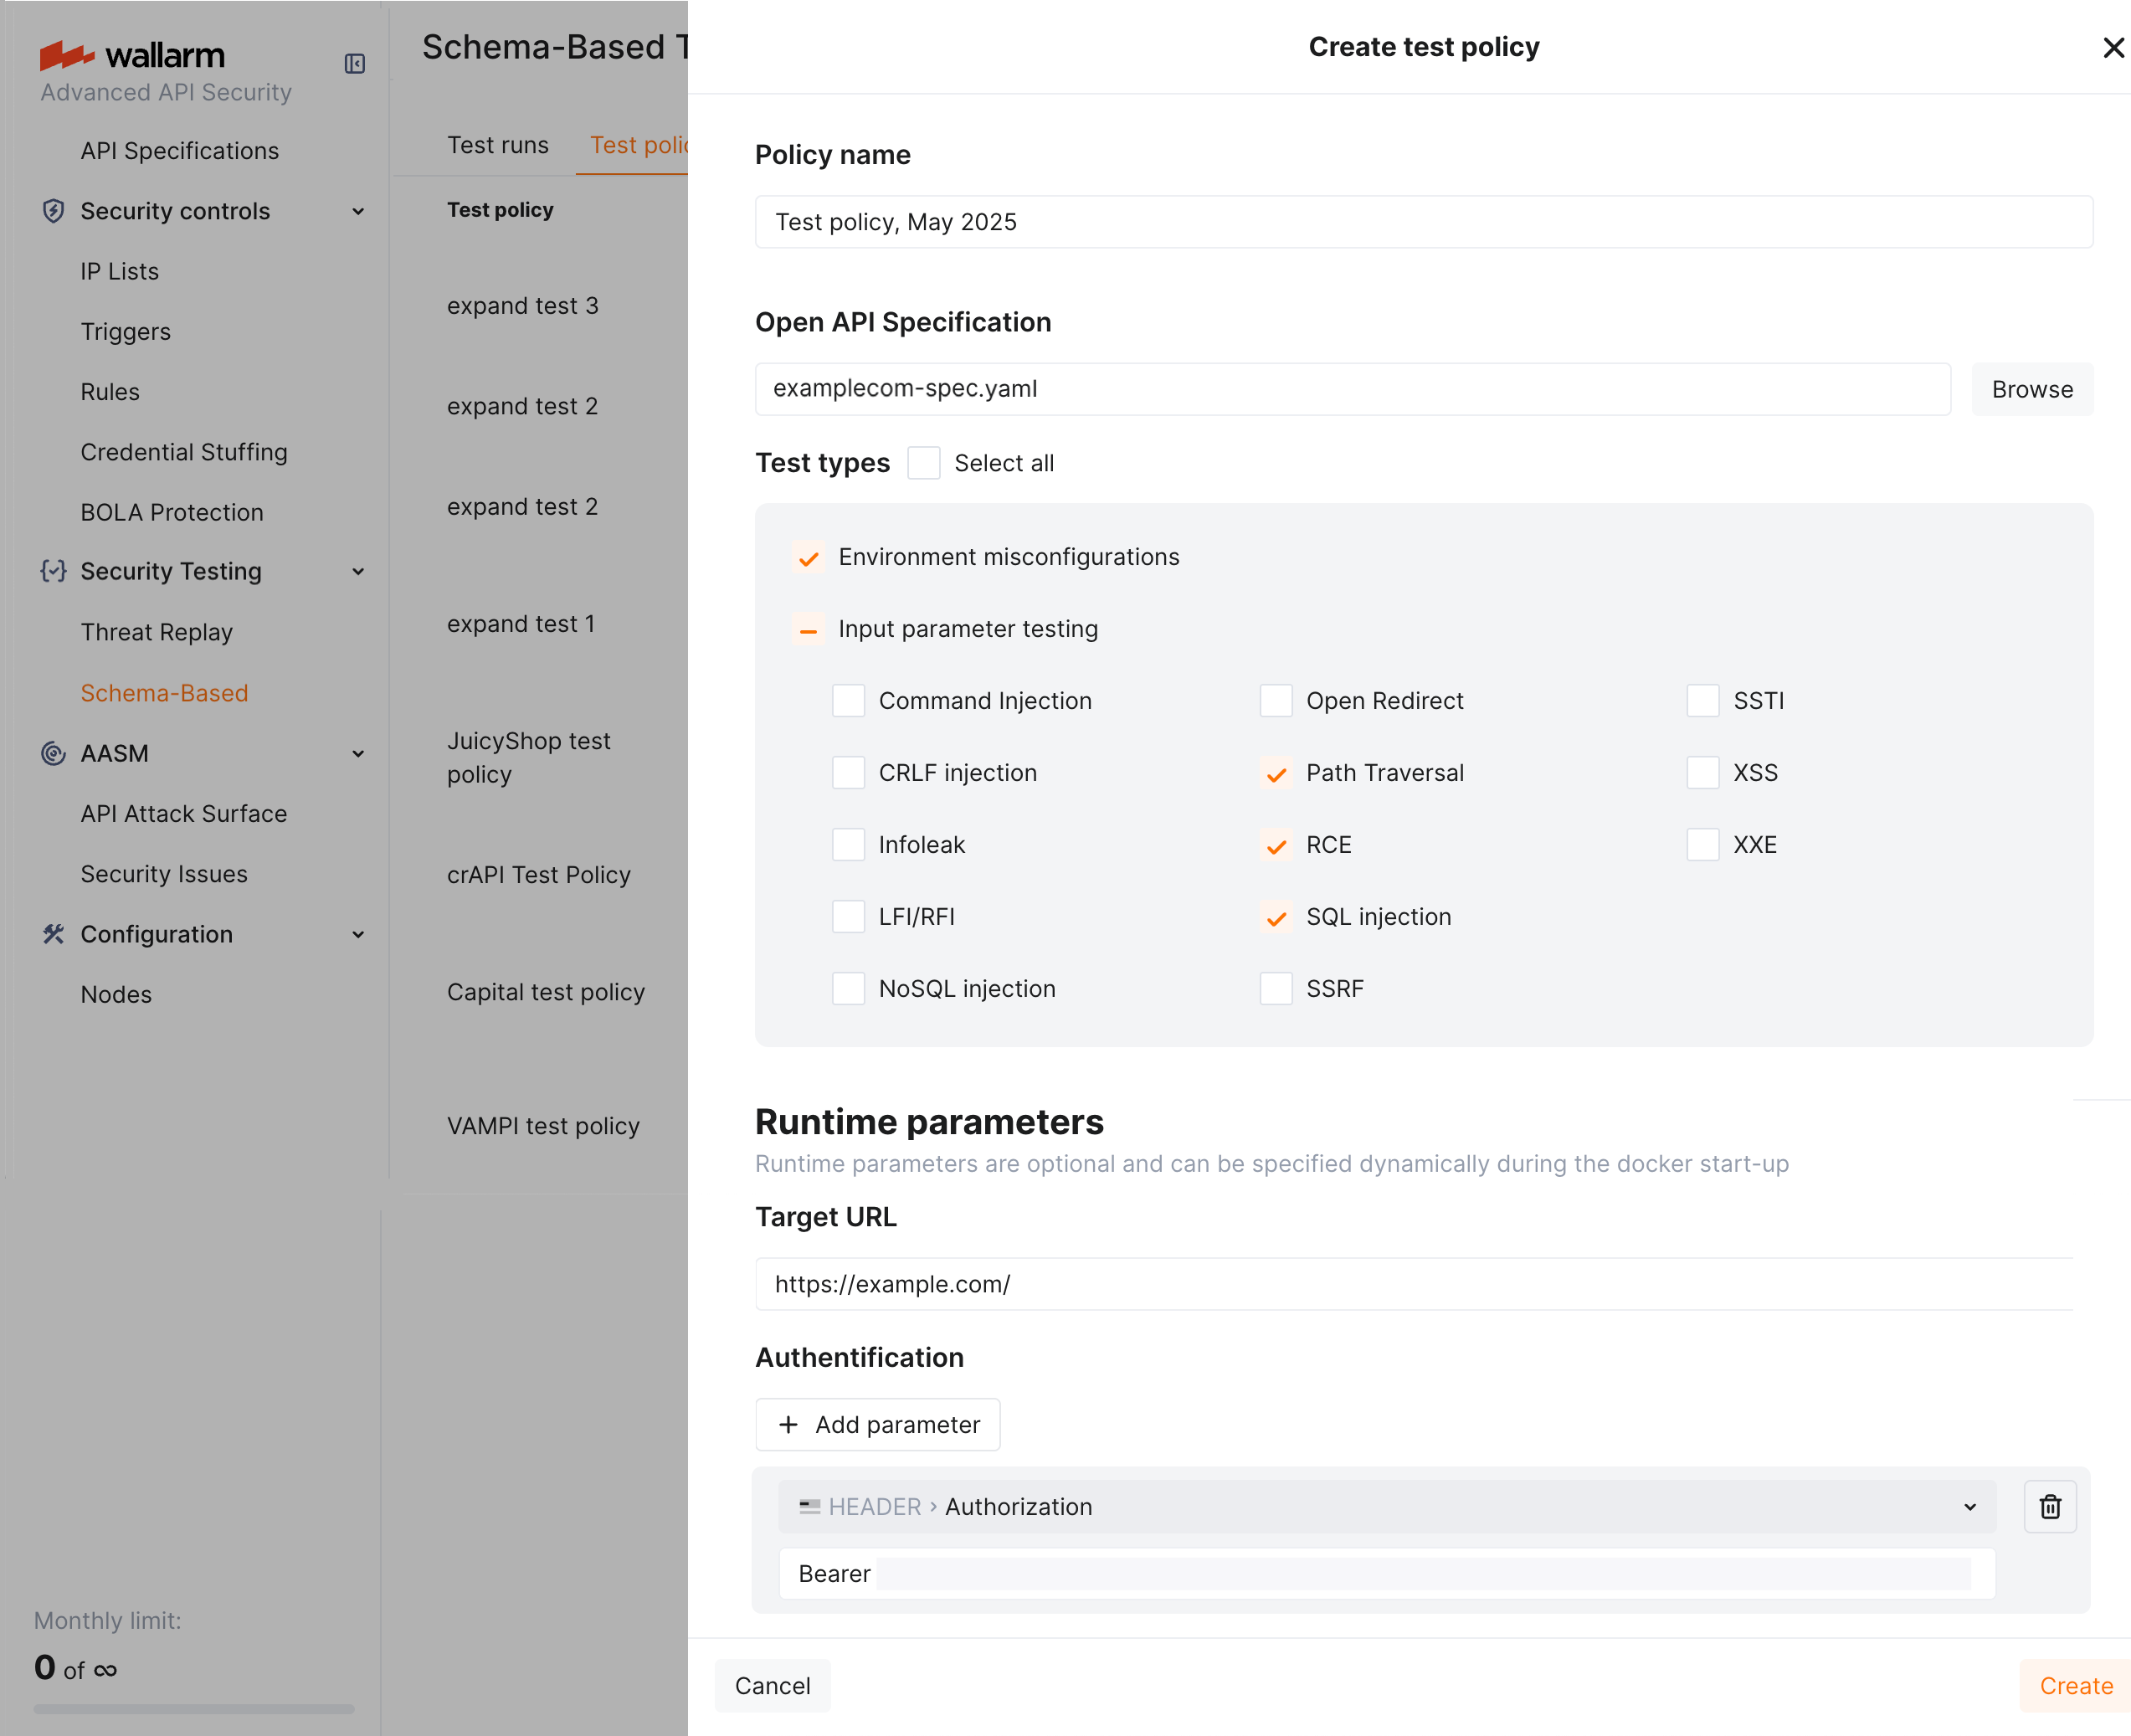 wallarm
Advanced API Security
API Specifications
Security controls
IP Lists
Triggers
Rules
Credential Stuffing
BOLA Protection
Security Testing
Threat Replay
Schema-Based
AASM
API Attack Surface
Security Issues
Configuration
Nodes
Monthly limit:
0 of ∞
Schema-Based T
Test runs
Test polic
Test policy
expand test 3
expand test 2
expand test 2
expand test 1
JuicyShop test
policy
crAPI Test Policy
Capital test policy
VAMPI test policy
Create test policy
Policy name
Test policy, May 2025
Open API Specification
examplecom-spec.yaml
Browse
Test types
Select all
Environment misconfigurations
Input parameter testing
Command Injection
Open Redirect
SSTI
CRLF injection
Path Traversal
XSS
Infoleak
RCE
XXE
LFI/RFI
SQL injection
NoSQL injection
SSRF
Runtime parameters
Runtime parameters are optional and can be specified dynamically during the docker start-up
Target URL
https://example.com/
Authentification
+ Add parameter
HEADER › Authorization
Bearer
Cancel
Create